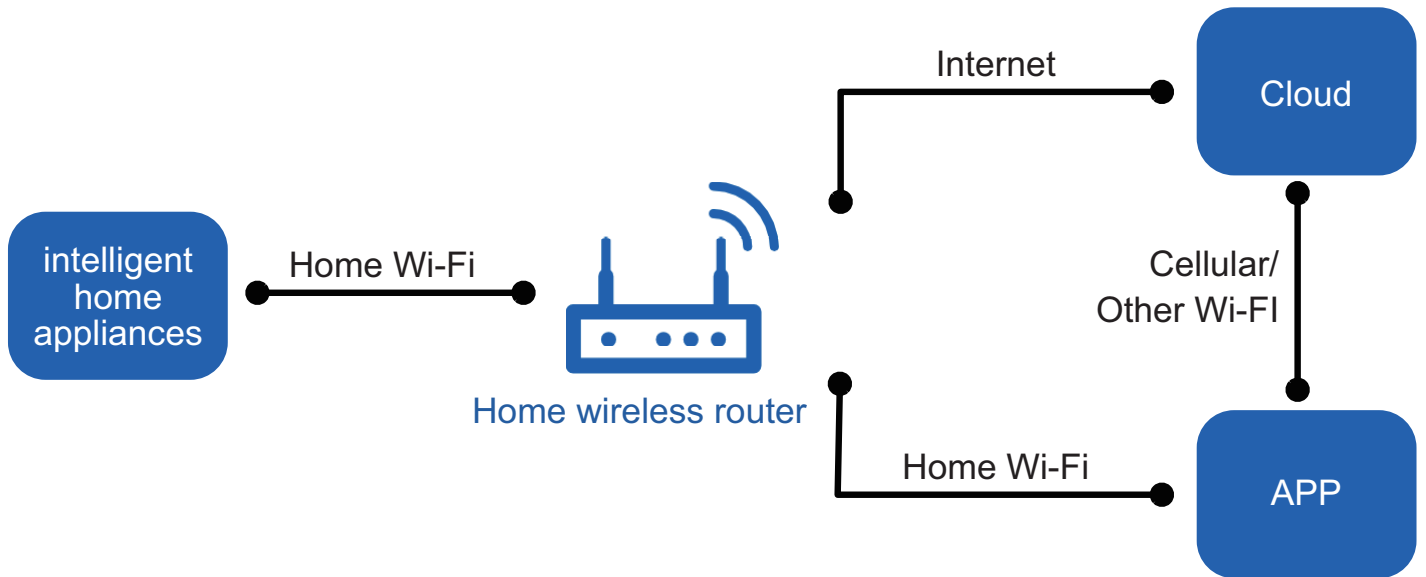 Internet
Cloud
intelligent
home
appliances
Home Wi-Fi
Cellular/
Other Wi-FI
Home wireless router
Home Wi-Fi
APP